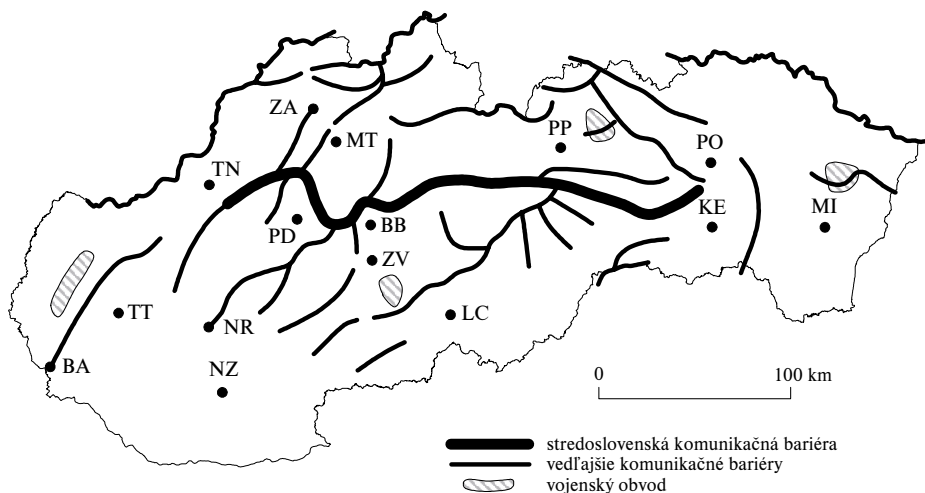 ZA
MT
PP
PO
TN
PD
BB
KE
MI
ZV
TT
NR
LC
BA
NZ
0 100 km
stredoslovenská komunikačná bariéra
vedľajšie komunikačné bariéry
vojenský obvod